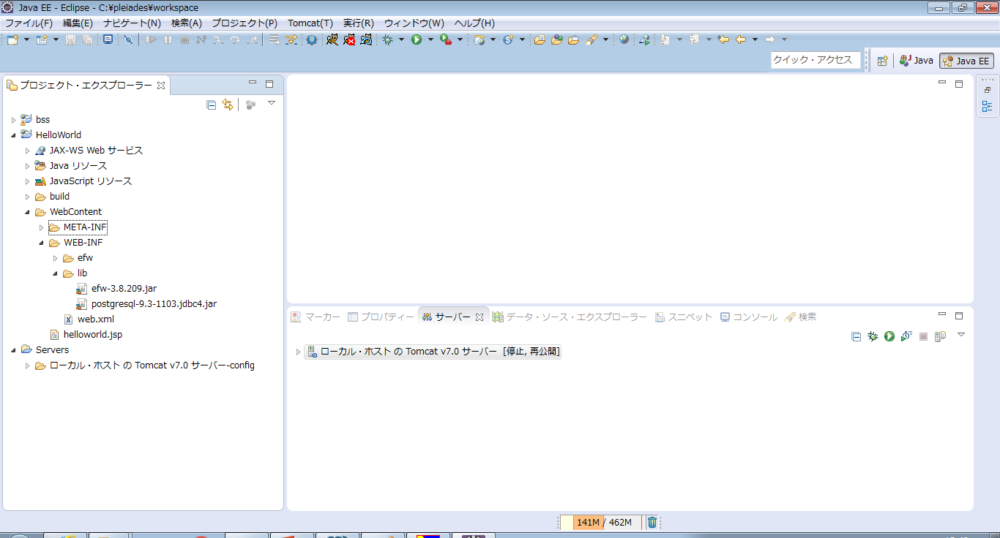 Java EE - Eclipse - C:¥pleiades¥workspace
ファイル(F) 編集(E) ナビゲート(N) 検索(A) プロジェクト(P) Tomcat(T) 実行(R) ウィンドウ(W) ヘルプ(H)
クイック・アクセス Java Java EE
プロジェクト・エクスプローラー
bss
HelloWorld
JAX-WS Web サービス
Java リソース
JavaScript リソース
build
WebContent
META-INF
WEB-INF
efw
lib
efw-3.8.209.jar
postgresql-9.3-1103.jdbc4.jar
web.xml
helloworld.jsp
Servers
ローカル・ホスト の Tomcat v7.0 サーバー-config
マーカー プロパティー サーバー データ・ソース・エクスプローラー スニペット コンソール 検索
ローカル・ホスト の Tomcat v7.0 サーバー [停止, 再公開]
141M / 462M